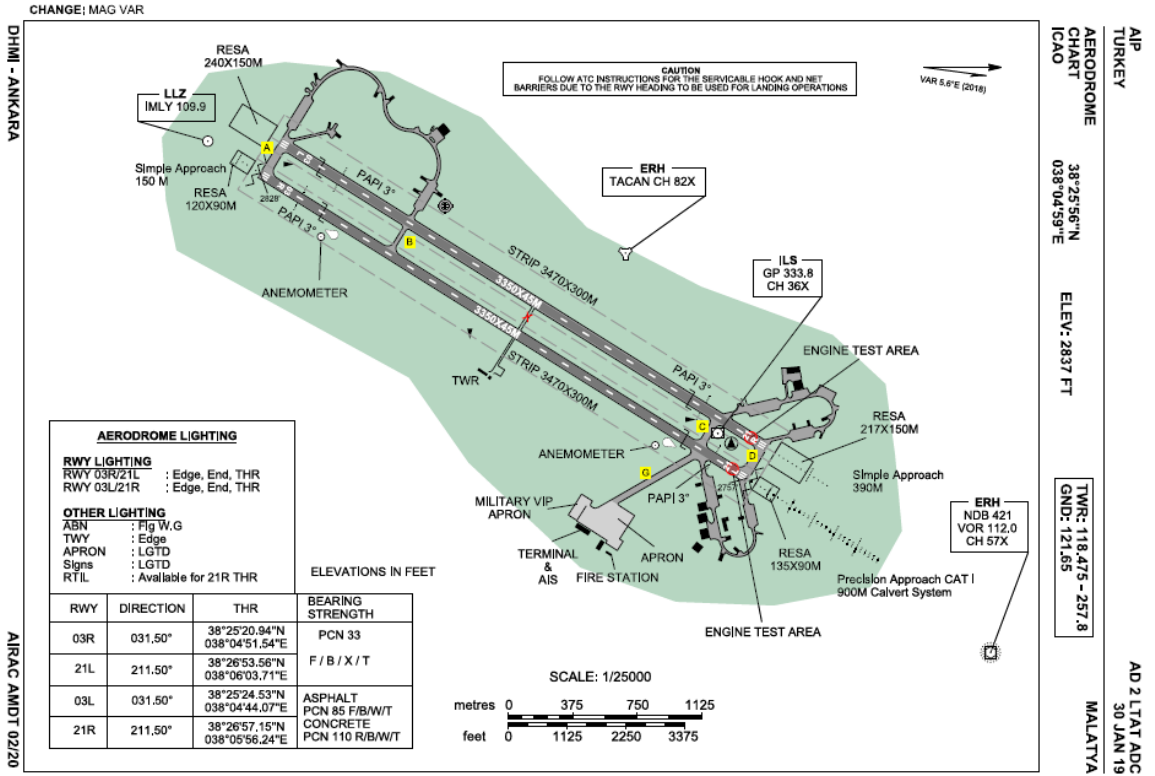 CHANGE: MAG VAR
DHMI - ANKARA
AIRAC AMDT 02/20
AIP
TURKEY
AERODROME
CHART
ICAO
38°25'56"N
038°04'59"E
ELEV: 2837 FT
TWR: 118.475 - 257.8
GND: 121.65
AD 2 LTAT ADC
30 JAN 19
MALATYA
RESA
240X150M
LLZ
IMLY 109.9
CAUTION
FOLLOW ATC INSTRUCTIONS FOR THE SERVICABLE HOOK AND NET
BARRIERS DUE TO THE RWY HEADING TO BE USED FOR LANDING OPERATIONS
VAR 5.6°E (2018)
A
Simple Approach
150 M
RESA
120X90M
2828'
PAPI 3°
PAPI 3°
B
ERH
TACAN CH 82X
ANEMOMETER
STRIP 3470X300M
3350X45M
3350X45M
STRIP 3470X300M
TWR
ILS
GP 333.8
CH 36X
ENGINE TEST AREA
PAPI 3°
C
D
RESA
217X150M
ANEMOMETER
G
PAPI 3°
Simple Approach
390M
MILITARY VIP
APRON
TERMINAL
&
AIS
FIRE STATION
APRON
RESA
135X90M
Precision Approach CAT I
900M Calvert System
ENGINE TEST AREA
ERH
NDB 421
VOR 112.0
CH 57X
AERODROME LIGHTING
RWY LIGHTING
RWY 03R/21L : Edge, End, THR
RWY 03L/21R : Edge, End, THR
OTHER LIGHTING
ABN : Flg W.G
TWY : Edge
APRON : LGTD
Signs : LGTD
RTIL : Available for 21R THR
ELEVATIONS IN FEET
RWY DIRECTION THR BEARING STRENGTH
03R 031.50° 38°25'20.94"N 038°04'51.54"E PCN 33
21L 211.50° 38°26'53.56"N 038°06'03.71"E F / B / X / T
03L 031.50° 38°25'24.53"N 038°04'44.07"E ASPHALT PCN 85 F/B/W/T
21R 211.50° 38°26'57.15"N 038°05'56.24"E CONCRETE PCN 110 R/B/W/T
SCALE: 1/25000
metres 0 375 750 1125
feet 0 1125 2250 3375